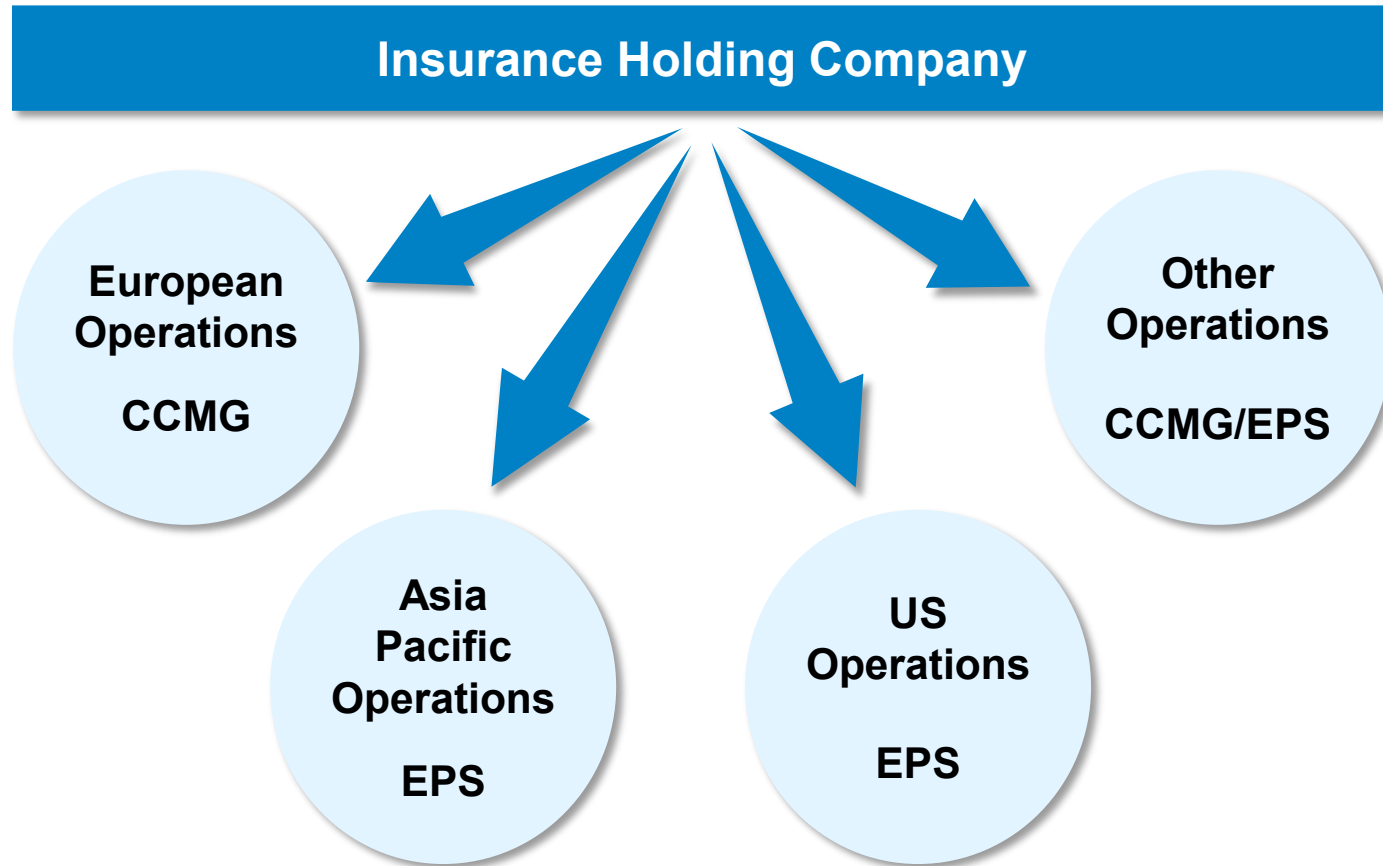 Insurance Holding Company
European
Operations
CCMG
Asia
Pacific
Operations
EPS
US
Operations
EPS
Other
Operations
CCMG/EPS